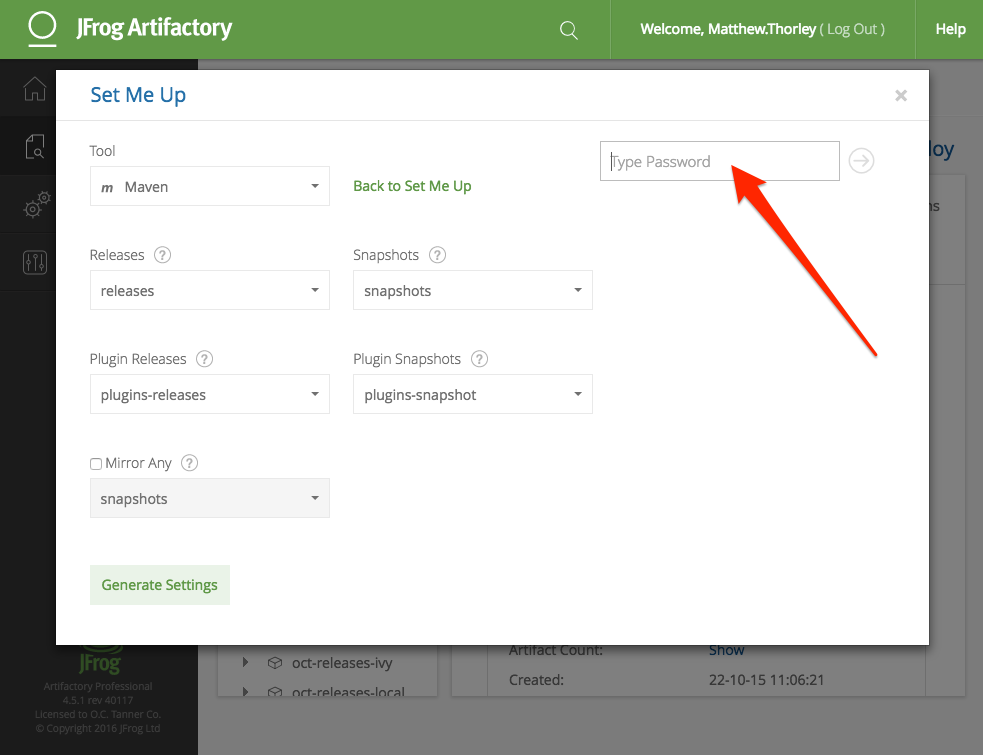 JFrog Artifactory
Welcome, Matthew.Thorley ( Log Out )
Help
Set Me Up
×
Tool
Type Password
m Maven
Back to Set Me Up
loy
Releases ?
Snapshots ?
ns
releases
snapshots
Plugin Releases ?
Plugin Snapshots ?
plugins-releases
plugins-snapshot
Mirror Any ?
snapshots
Generate Settings
JFrog
Artifactory Professional
4.5.1 rev 40117
Licensed to O.C. Tanner Co.
© Copyright 2016 JFrog Ltd
oct-releases-ivy
oct-releases-local
Artifact Count:
Show
Created:
22-10-15 11:06:21